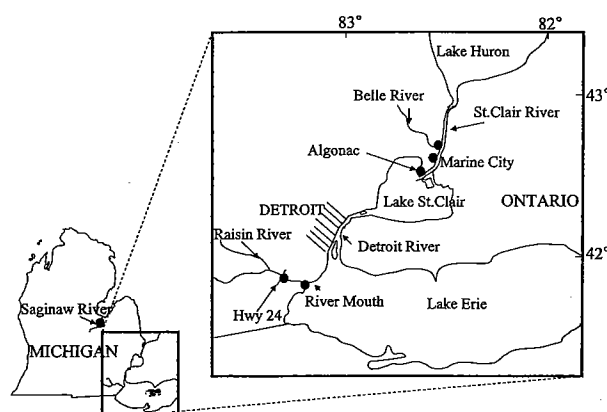 83
82
Lake Huron
43°
Belle River
St.Clair River
Algonac
Marine City
ONTARIO
Lake St.Clair
DETROIT
Raisin River
Detroit River
42°
Saginaw River
Hwy 24
River Mouth
Lake Erie
MICHIGAN